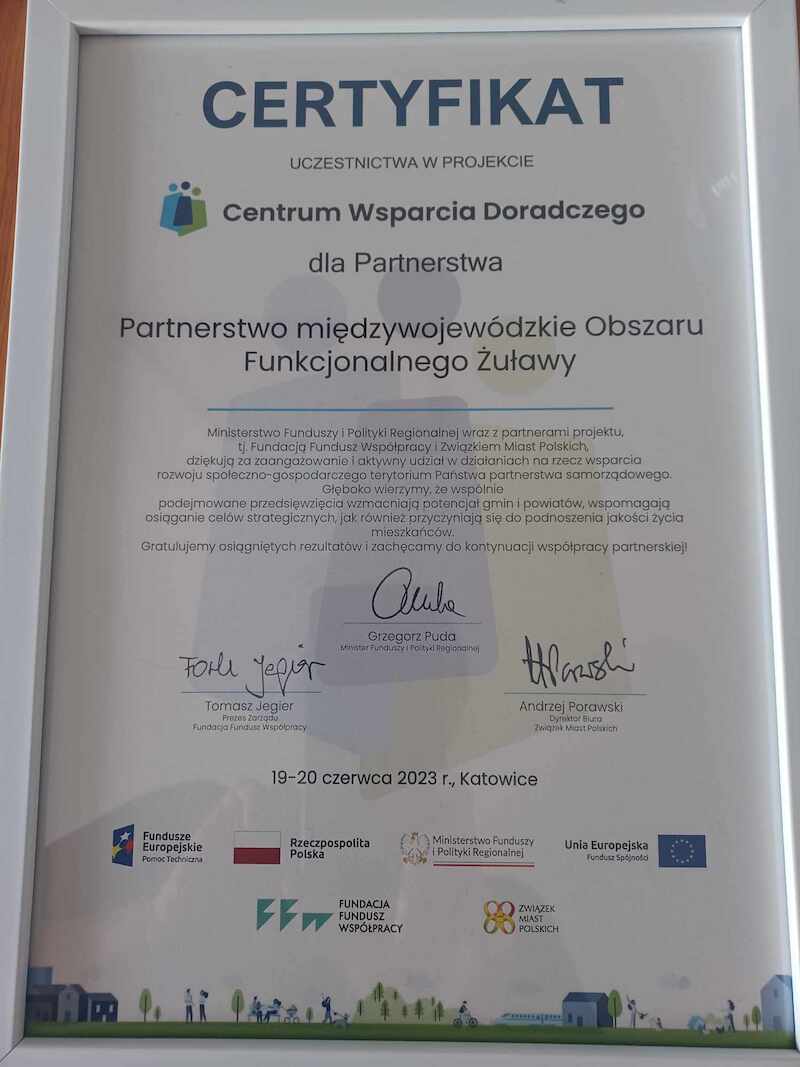 CERTYFIKAT
UCZESTNICTWA W PROJEKCIE
Centrum Wsparcia Doradczego
dla Partnerstwa
Partnerstwo międzywojewódzkie Obszaru
Funkcjonalnego Żuławy
Ministerstwo Funduszy i Polityki Regionalnej wraz z partnerami projektu,
tj. Fundacją Fundusz Współpracy i Związkiem Miast Polskich,
dziękują za zaangażowanie i aktywny udział w działaniach na rzecz wsparcia
rozwoju społeczno-gospodarczego terytorium Państwa partnerstwa samorządowego.
Głęboko wierzymy, że wspólnie
podejmowane przedsięwzięcia wzmacniają potencjał gmin i powiatów, wspomagają
osiąganie celów strategicznych, jak również przyczyniają się do podnoszenia jakości życia
mieszkańców.
Gratulujemy osiągniętych rezultatów i zachęcamy do kontynuacji współpracy partnerskiej!
Grzegorz Puda
Minister Funduszy i Polityki Regionalnej
Tomasz Jegier
Prezes Zarządu
Fundacja Fundusz Współpracy
Andrzej Porawski
Dyrektor Biura
Związek Miast Polskich
19-20 czerwca 2023 r., Katowice
Fundusze
Europejskie
Pomoc Techniczna
Rzeczpospolita
Polska
Ministerstwo Funduszy
i Polityki Regionalnej
Unia Europejska
Fundusz Spójności
FUNDACJA
FUNDUSZ
WSPÓŁPRACY
ZWIĄZEK
MIAST
POLSKICH